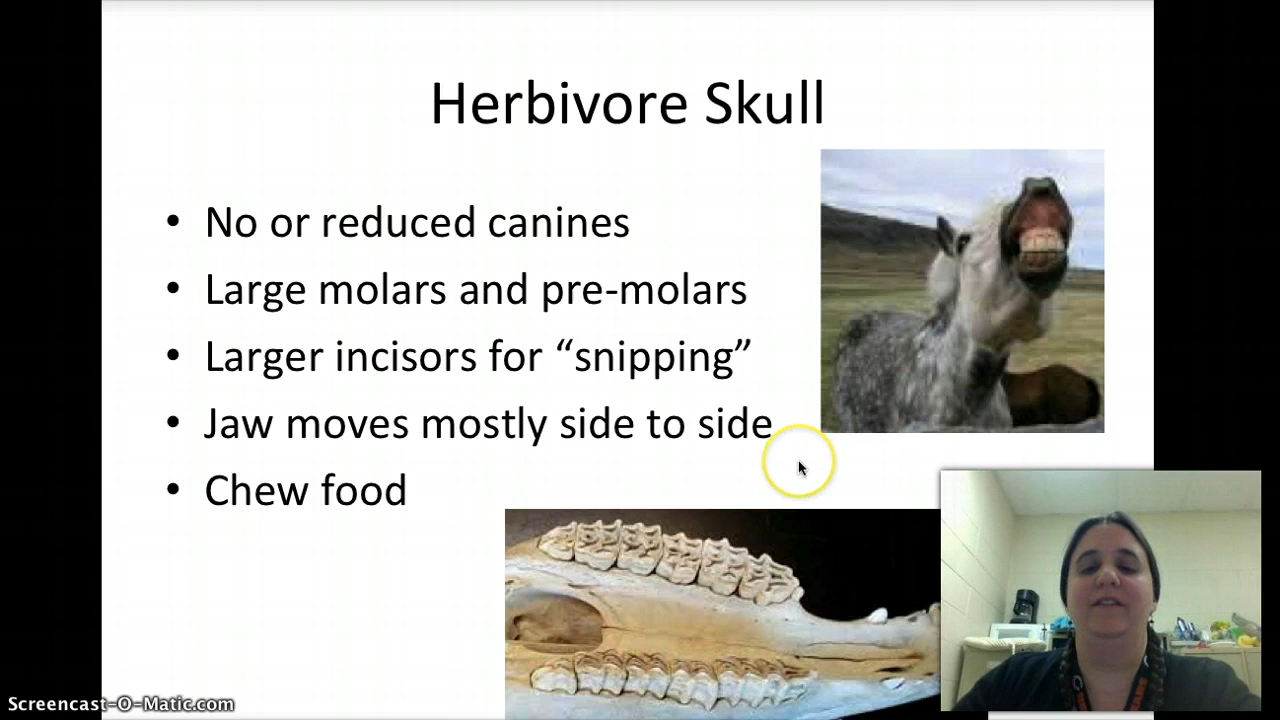 Herbivore Skull
• No or reduced canines
• Large molars and pre-molars
• Larger incisors for “snipping”
• Jaw moves mostly side to side
• Chew food
Screencast-O-Matic.com